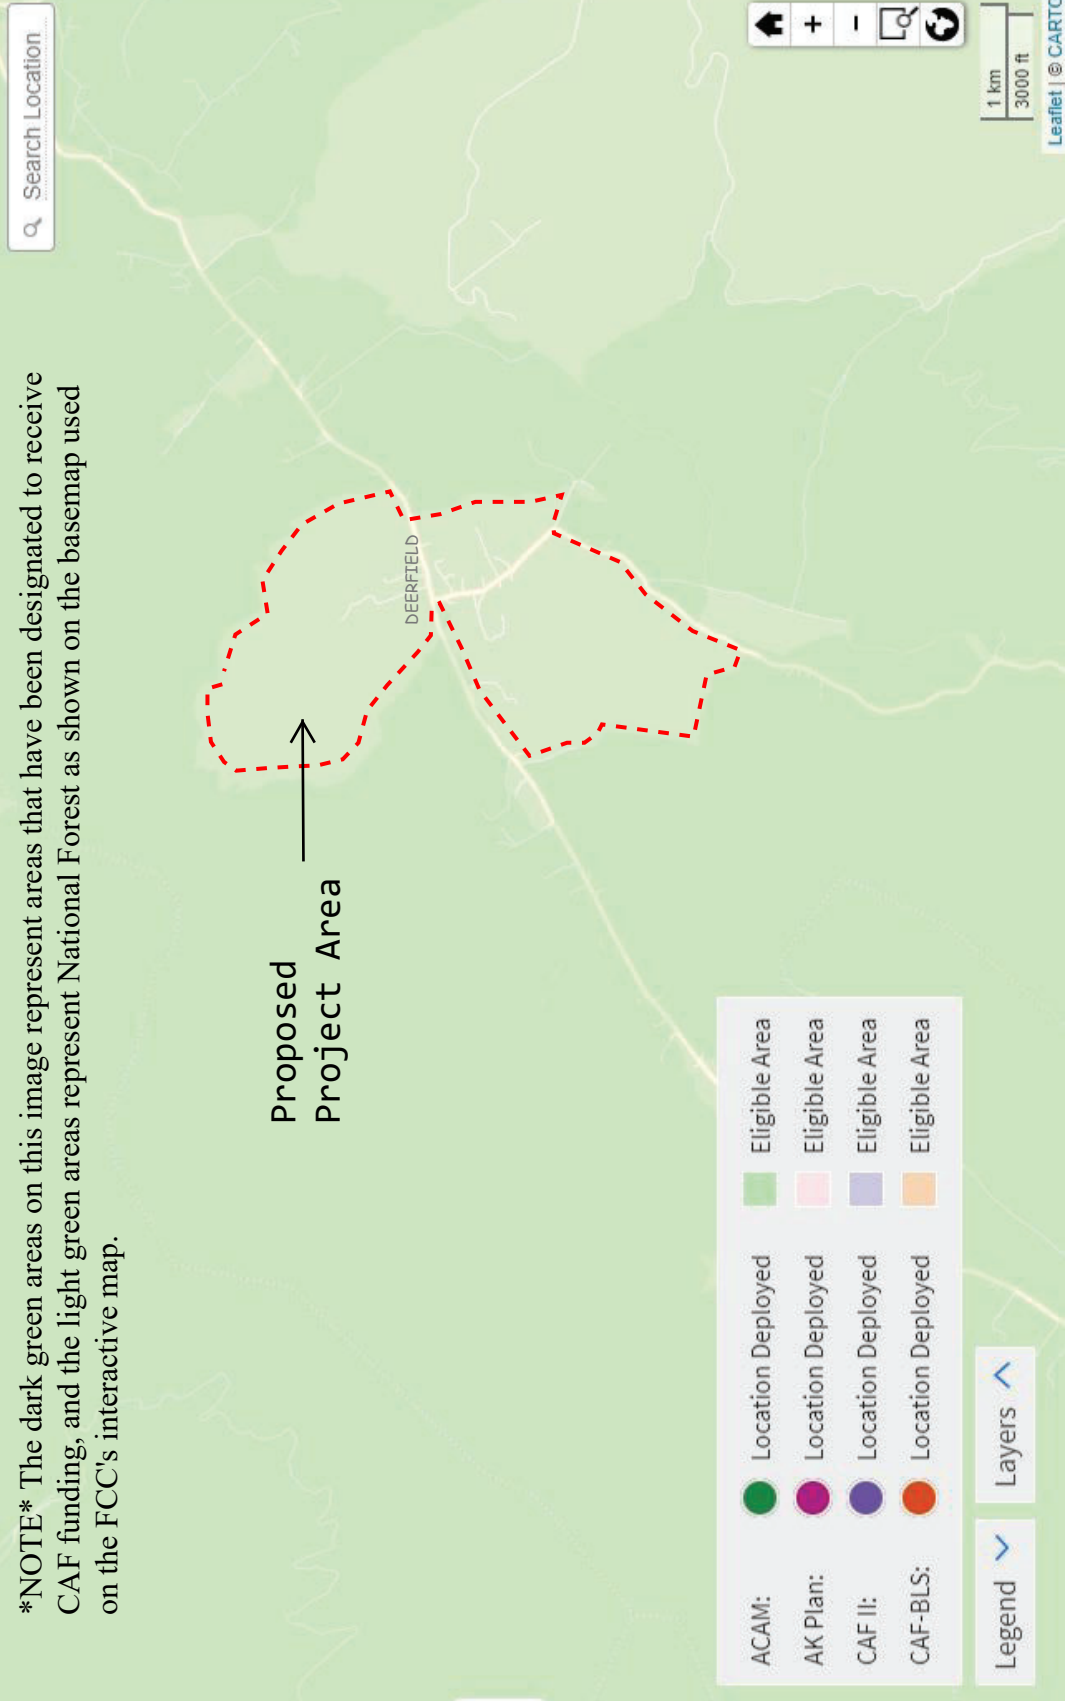 *NOTE* The dark green areas on this image represent areas that have been designated to receive
CAF funding, and the light green areas represent National Forest as shown on the basemap used
on the FCC's interactive map.
Search Location
Proposed
Project Area
DEERFIELD
ACAM: Location Deployed Eligible Area
AK Plan: Location Deployed Eligible Area
CAF II: Location Deployed Eligible Area
CAF-BLS: Location Deployed Eligible Area
Legend
Layers
+
-
1 km
3000 ft
Leaflet | © CARTO